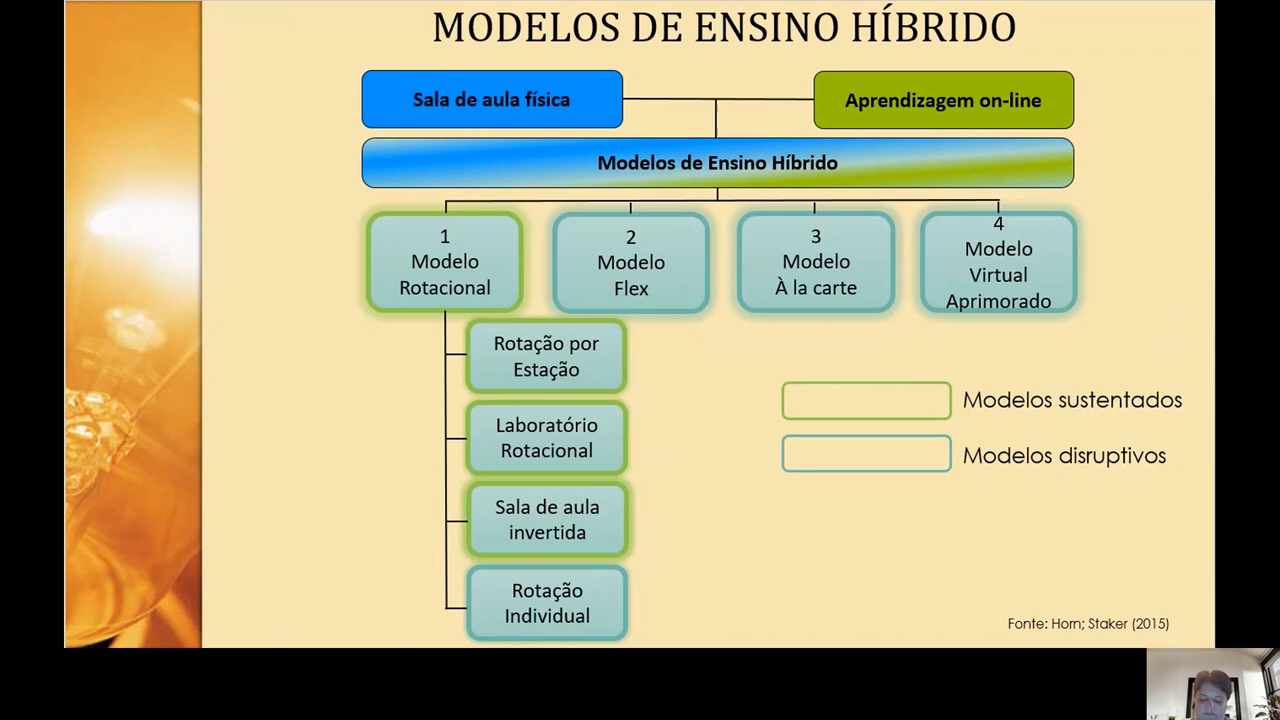 MODELOS DE ENSINO HÍBRIDO
Sala de aula física
Aprendizagem on-line
Modelos de Ensino Híbrido
1
Modelo
Rotacional
2
Modelo
Flex
3
Modelo
À la carte
4
Modelo
Virtual
Aprimorado
Rotação por
Estação
Laboratório
Rotacional
Sala de aula
invertida
Rotação
Individual
Modelos sustentados
Modelos disruptivos
Fonte: Horn; Staker (2015)